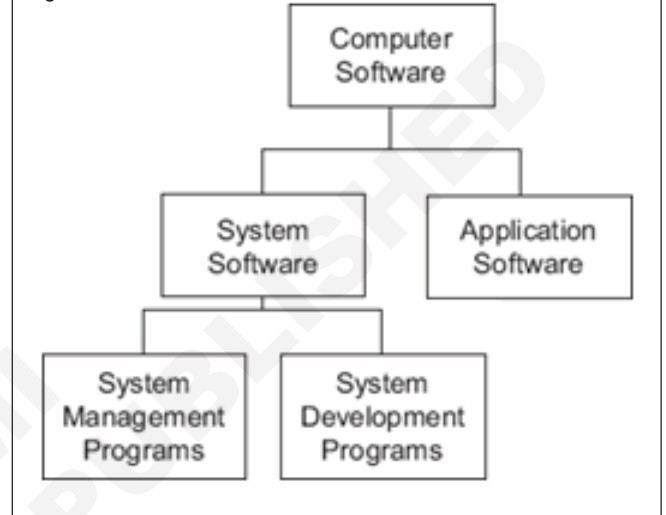 Computer
Software
System
Software
Application
Software
System
Management
Programs
System
Development
Programs
PUBLISHED